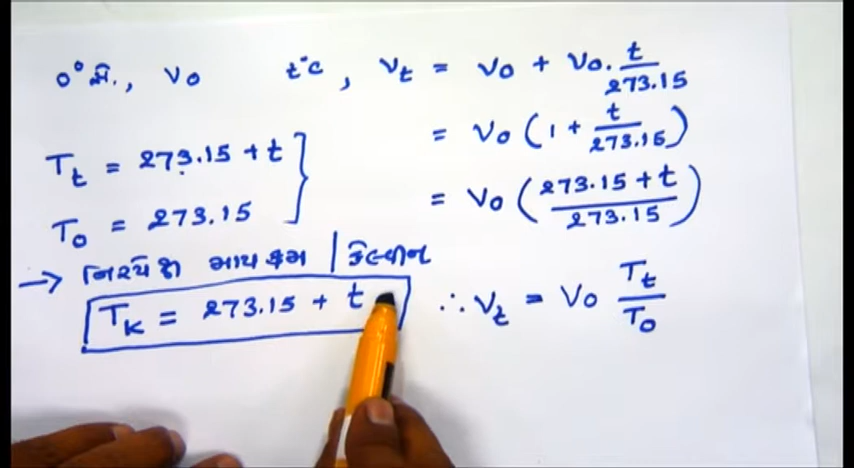 0° સે., V₀ t°C, Vₜ = V₀ + V₀ · t/273.15
= V₀ (1 + t/273.15)
Tₜ = 273.15 + t
= V₀ (273.15 + t / 273.15)
T₀ = 273.15
→ નિરપેક્ષ માપક્રમ / કેલ્વિન
Tₖ = 273.15 + t
∴ Vₜ = V₀ Tₜ/T₀